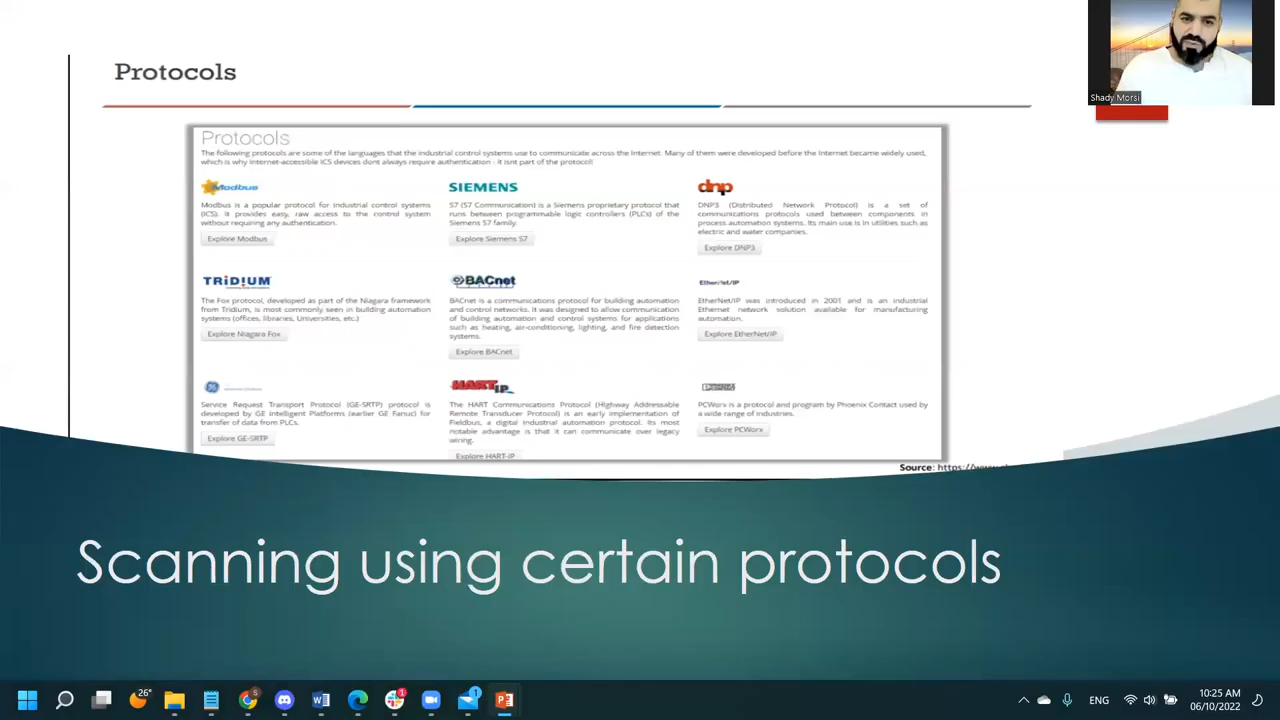 Protocols
Shady Morsi
Protocols
The following protocols are some of the languages that the industrial control systems use to communicate across the Internet. Many of them were developed before the Internet became widely used,
which is why Internet-accessible ICS devices dont always require authentication - it isnt part of the protocol!
Modbus
Modbus is a popular protocol for industrial control systems
(ICS). It provides easy, raw access to the control system
without requiring any authentication.
Explore Modbus
SIEMENS
S7 (S7 Communication) is a Siemens proprietary protocol that
runs between programmable logic controllers (PLCs) of the
Siemens S7 family.
Explore Siemens S7
dnp
DNP3 (Distributed Network Protocol) is a set of
communications protocols used between components in
process automation systems. Its main use is in utilities such as
electric and water companies.
Explore DNP3
TRiDiUM
The Fox protocol, developed as part of the Niagara framework
from Tridium, is most commonly seen in building automation
systems (offices, libraries, Universities, etc.)
Explore Niagara Fox
BACnet
BACnet is a communications protocol for building automation
and control networks. It was designed to allow communication
of building automation and control systems for applications
such as heating, air-conditioning, lighting, and fire detection
systems.
Explore BACnet
EtherNet/IP
EtherNet/IP was introduced in 2001 and is an industrial
Ethernet network solution available for manufacturing
automation.
Explore EtherNet/IP
Service Request Transport Protocol (GE-SRTP) protocol is
developed by GE Intelligent Platforms (earlier GE Fanuc) for
transfer of data from PLCs.
Explore GE-SRTP
HART IP
The HART Communications Protocol (Highway Addressable
Remote Transducer Protocol) is an early implementation of
Fieldbus, a digital industrial automation protocol. Its most
notable advantage is that it can communicate over legacy
wiring.
Explore HART-IP
PCWorx is a protocol and program by Phoenix Contact used by
a wide range of industries.
Explore PCWorx
Source: https://www
Scanning using certain protocols
26°
ENG
10:25 AM
06/10/2022